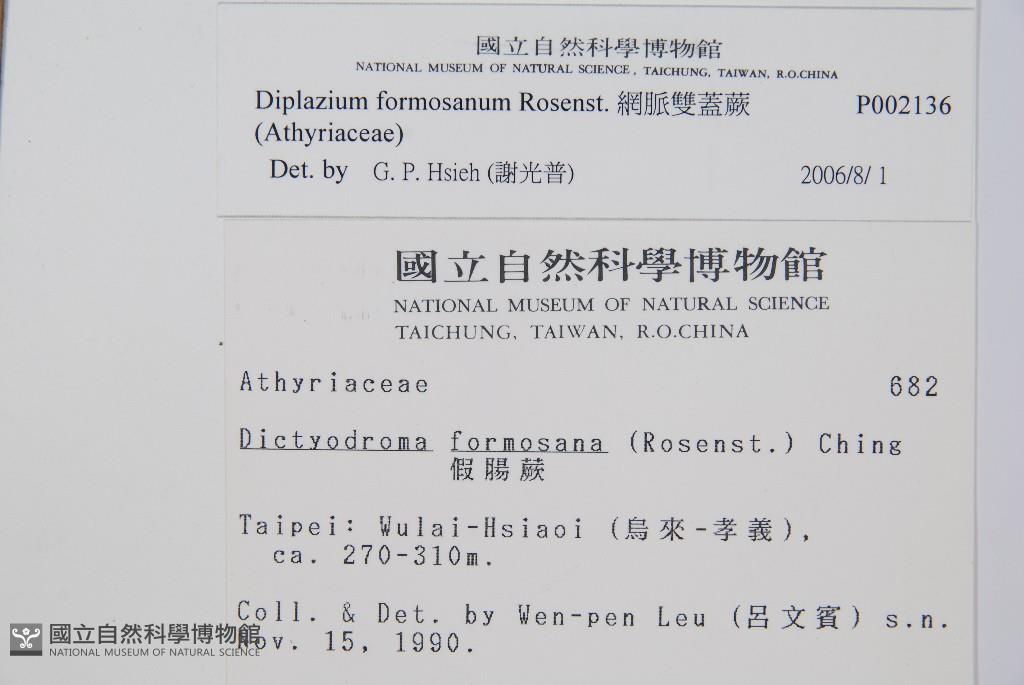 國立自然科學博物館
NATIONAL MUSEUM OF NATURAL SCIENCE, TAICHUNG, TAIWAN, R.O.CHINA
Diplazium formosanum Rosenst. 網脈雙蓋蕨 P002136
(Athyriaceae)
Det. by G. P. Hsieh (謝光普) 2006/8/ 1
國立自然科學博物館
NATIONAL MUSEUM OF NATURAL SCIENCE
TAICHUNG, TAIWAN, R.O.CHINA
Athyriaceae 682
Dictyodroma formosana (Rosenst.) Ching
假腸蕨
Taipei: Wulai-Hsiaoi (烏來-孝義),
ca. 270-310m.
Coll. & Det. by Wen-pen Leu (呂文賓) s.n.
Nov. 15, 1990.
國立自然科學博物館
NATIONAL MUSEUM OF NATURAL SCIENCE